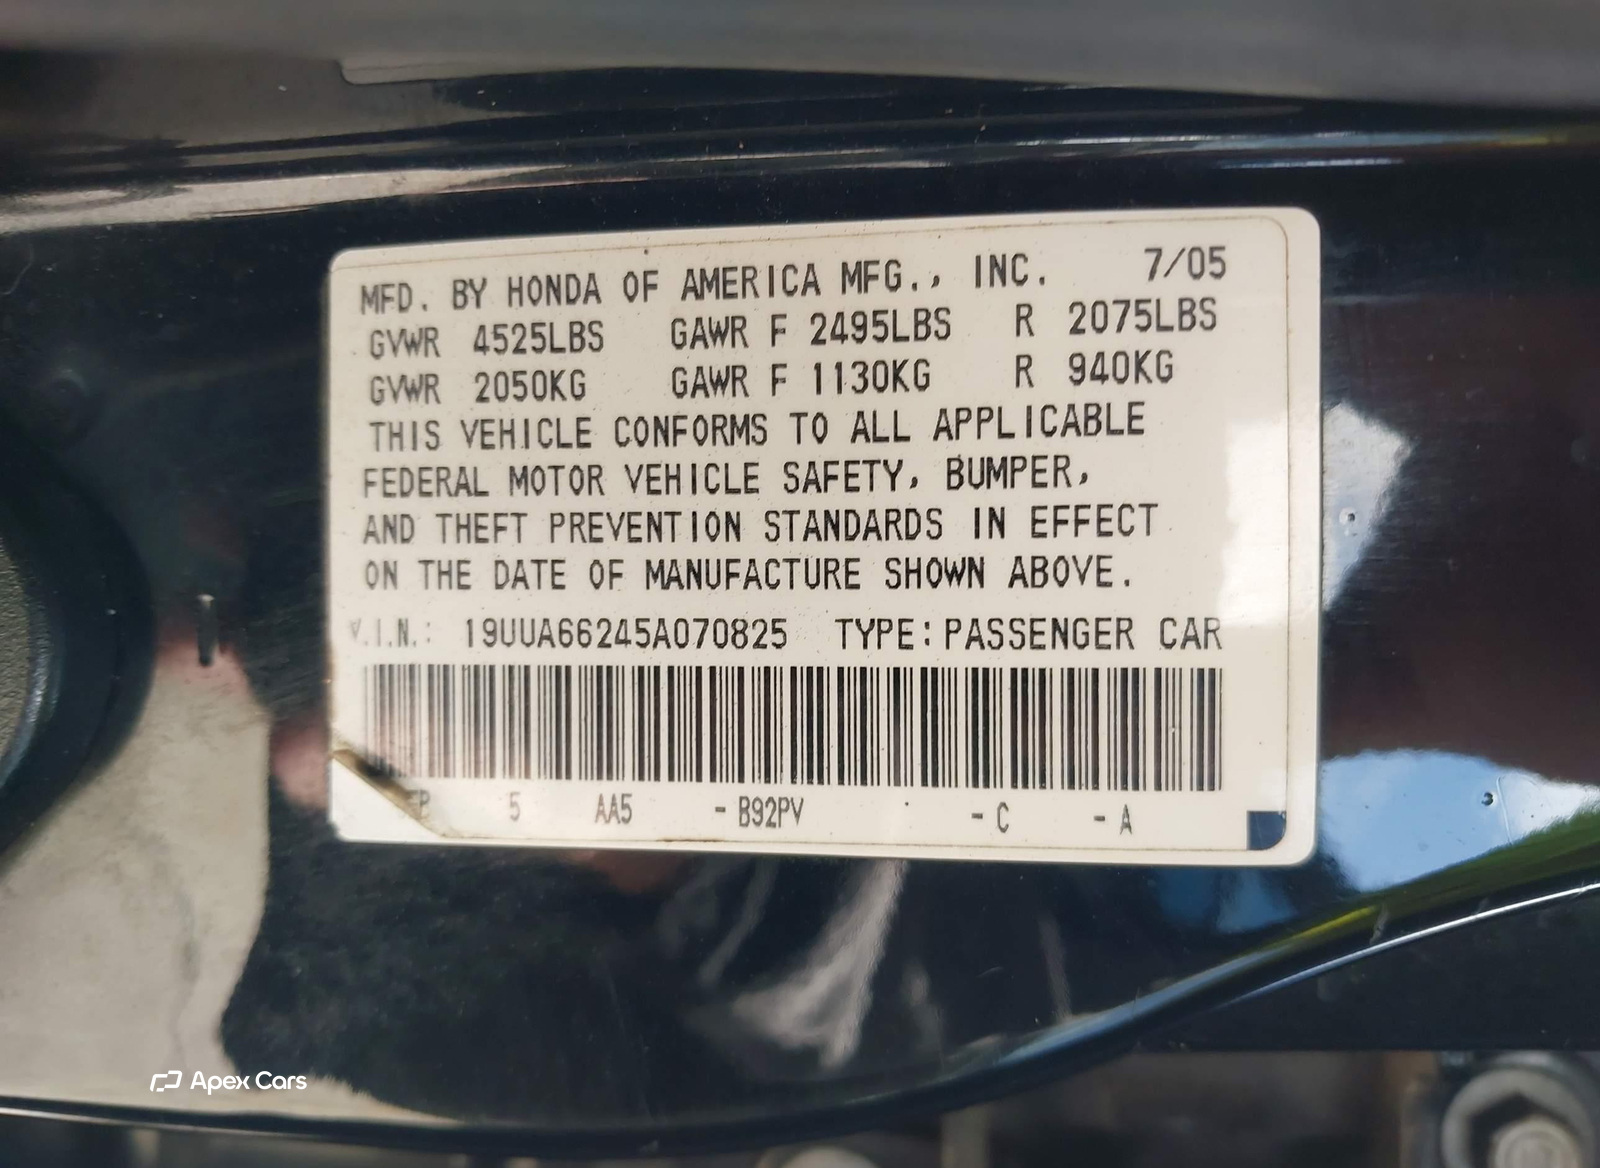 MFD. BY HONDA OF AMERICA MFG., INC. 7/05
GVWR 4525LBS GAWR F 2495LBS R 2075LBS
GVWR 2050KG GAWR F 1130KG R 940KG
THIS VEHICLE CONFORMS TO ALL APPLICABLE
FEDERAL MOTOR VEHICLE SAFETY, BUMPER,
AND THEFT PREVENTION STANDARDS IN EFFECT
ON THE DATE OF MANUFACTURE SHOWN ABOVE.
V.I.N.: 19UUA66245A070825 TYPE: PASSENGER CAR
5 AA5 - B92PV - C - A
Apex Cars